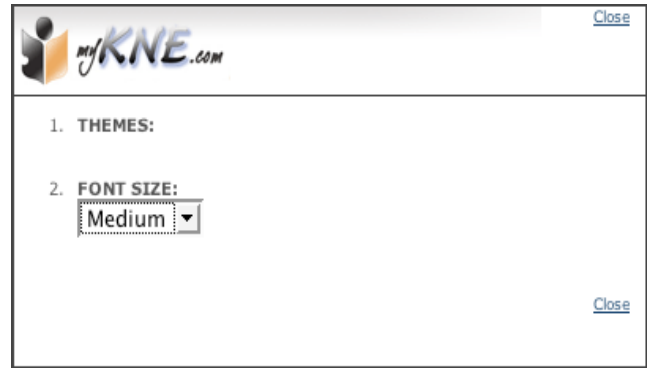 Close
myKNE.com
1. THEMES:
2. FONT SIZE:
Medium
Close